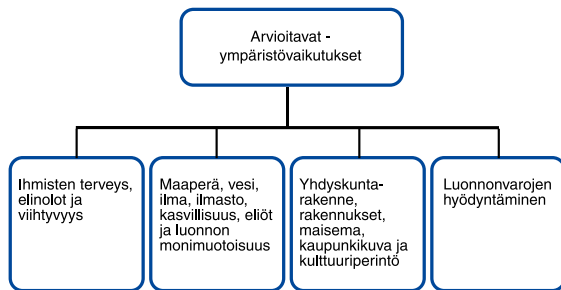 Arvioitavat -
ympäristövaikutukset
Ihmisten terveys,
elinolot ja
viihtyvyys
Maaperä, vesi,
ilma, ilmasto,
kasvillisuus, eliöt
ja luonnon
monimuotoisuus
Yhdyskunta-
rakenne,
rakennukset,
maisema,
kaupunkikuva ja
kulttuuriperintö
Luonnonvarojen
hyödyntäminen